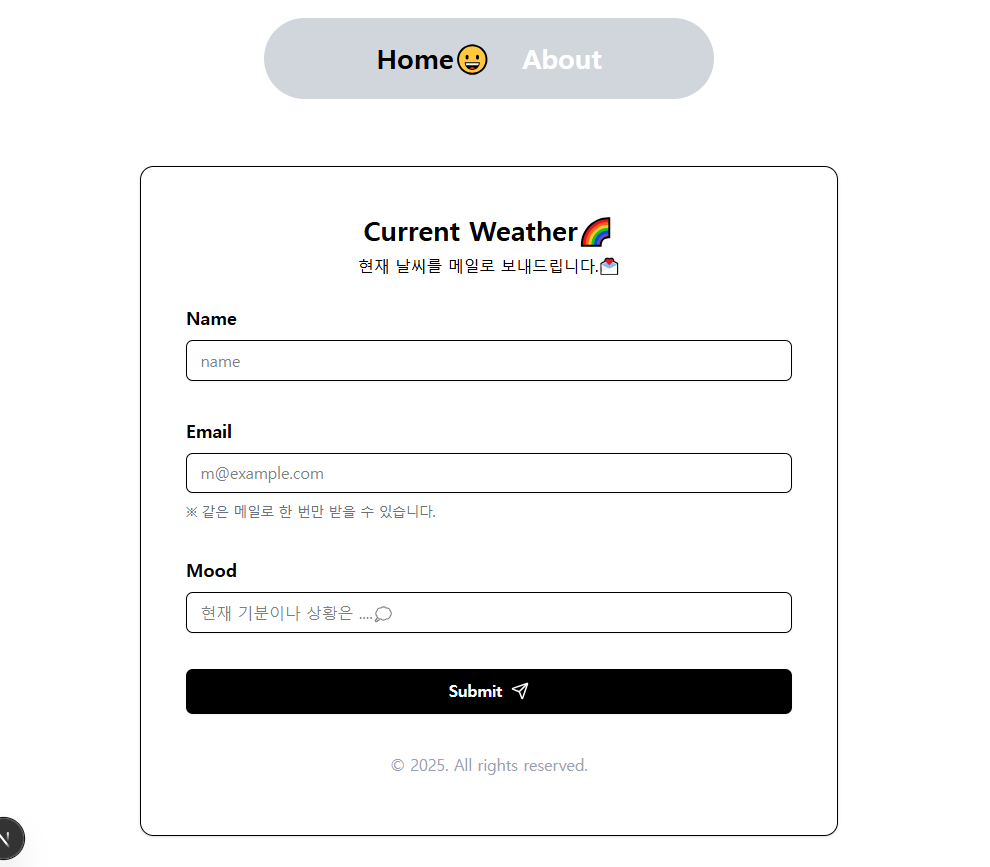 Home😀 About
Current Weather🌈
현재 날씨를 메일로 보내드립니다.💌
Name
name
Email
m@example.com
※ 같은 메일로 한 번만 받을 수 있습니다.
Mood
현재 기분이나 상황은 ....💭
Submit
© 2025. All rights reserved.
N